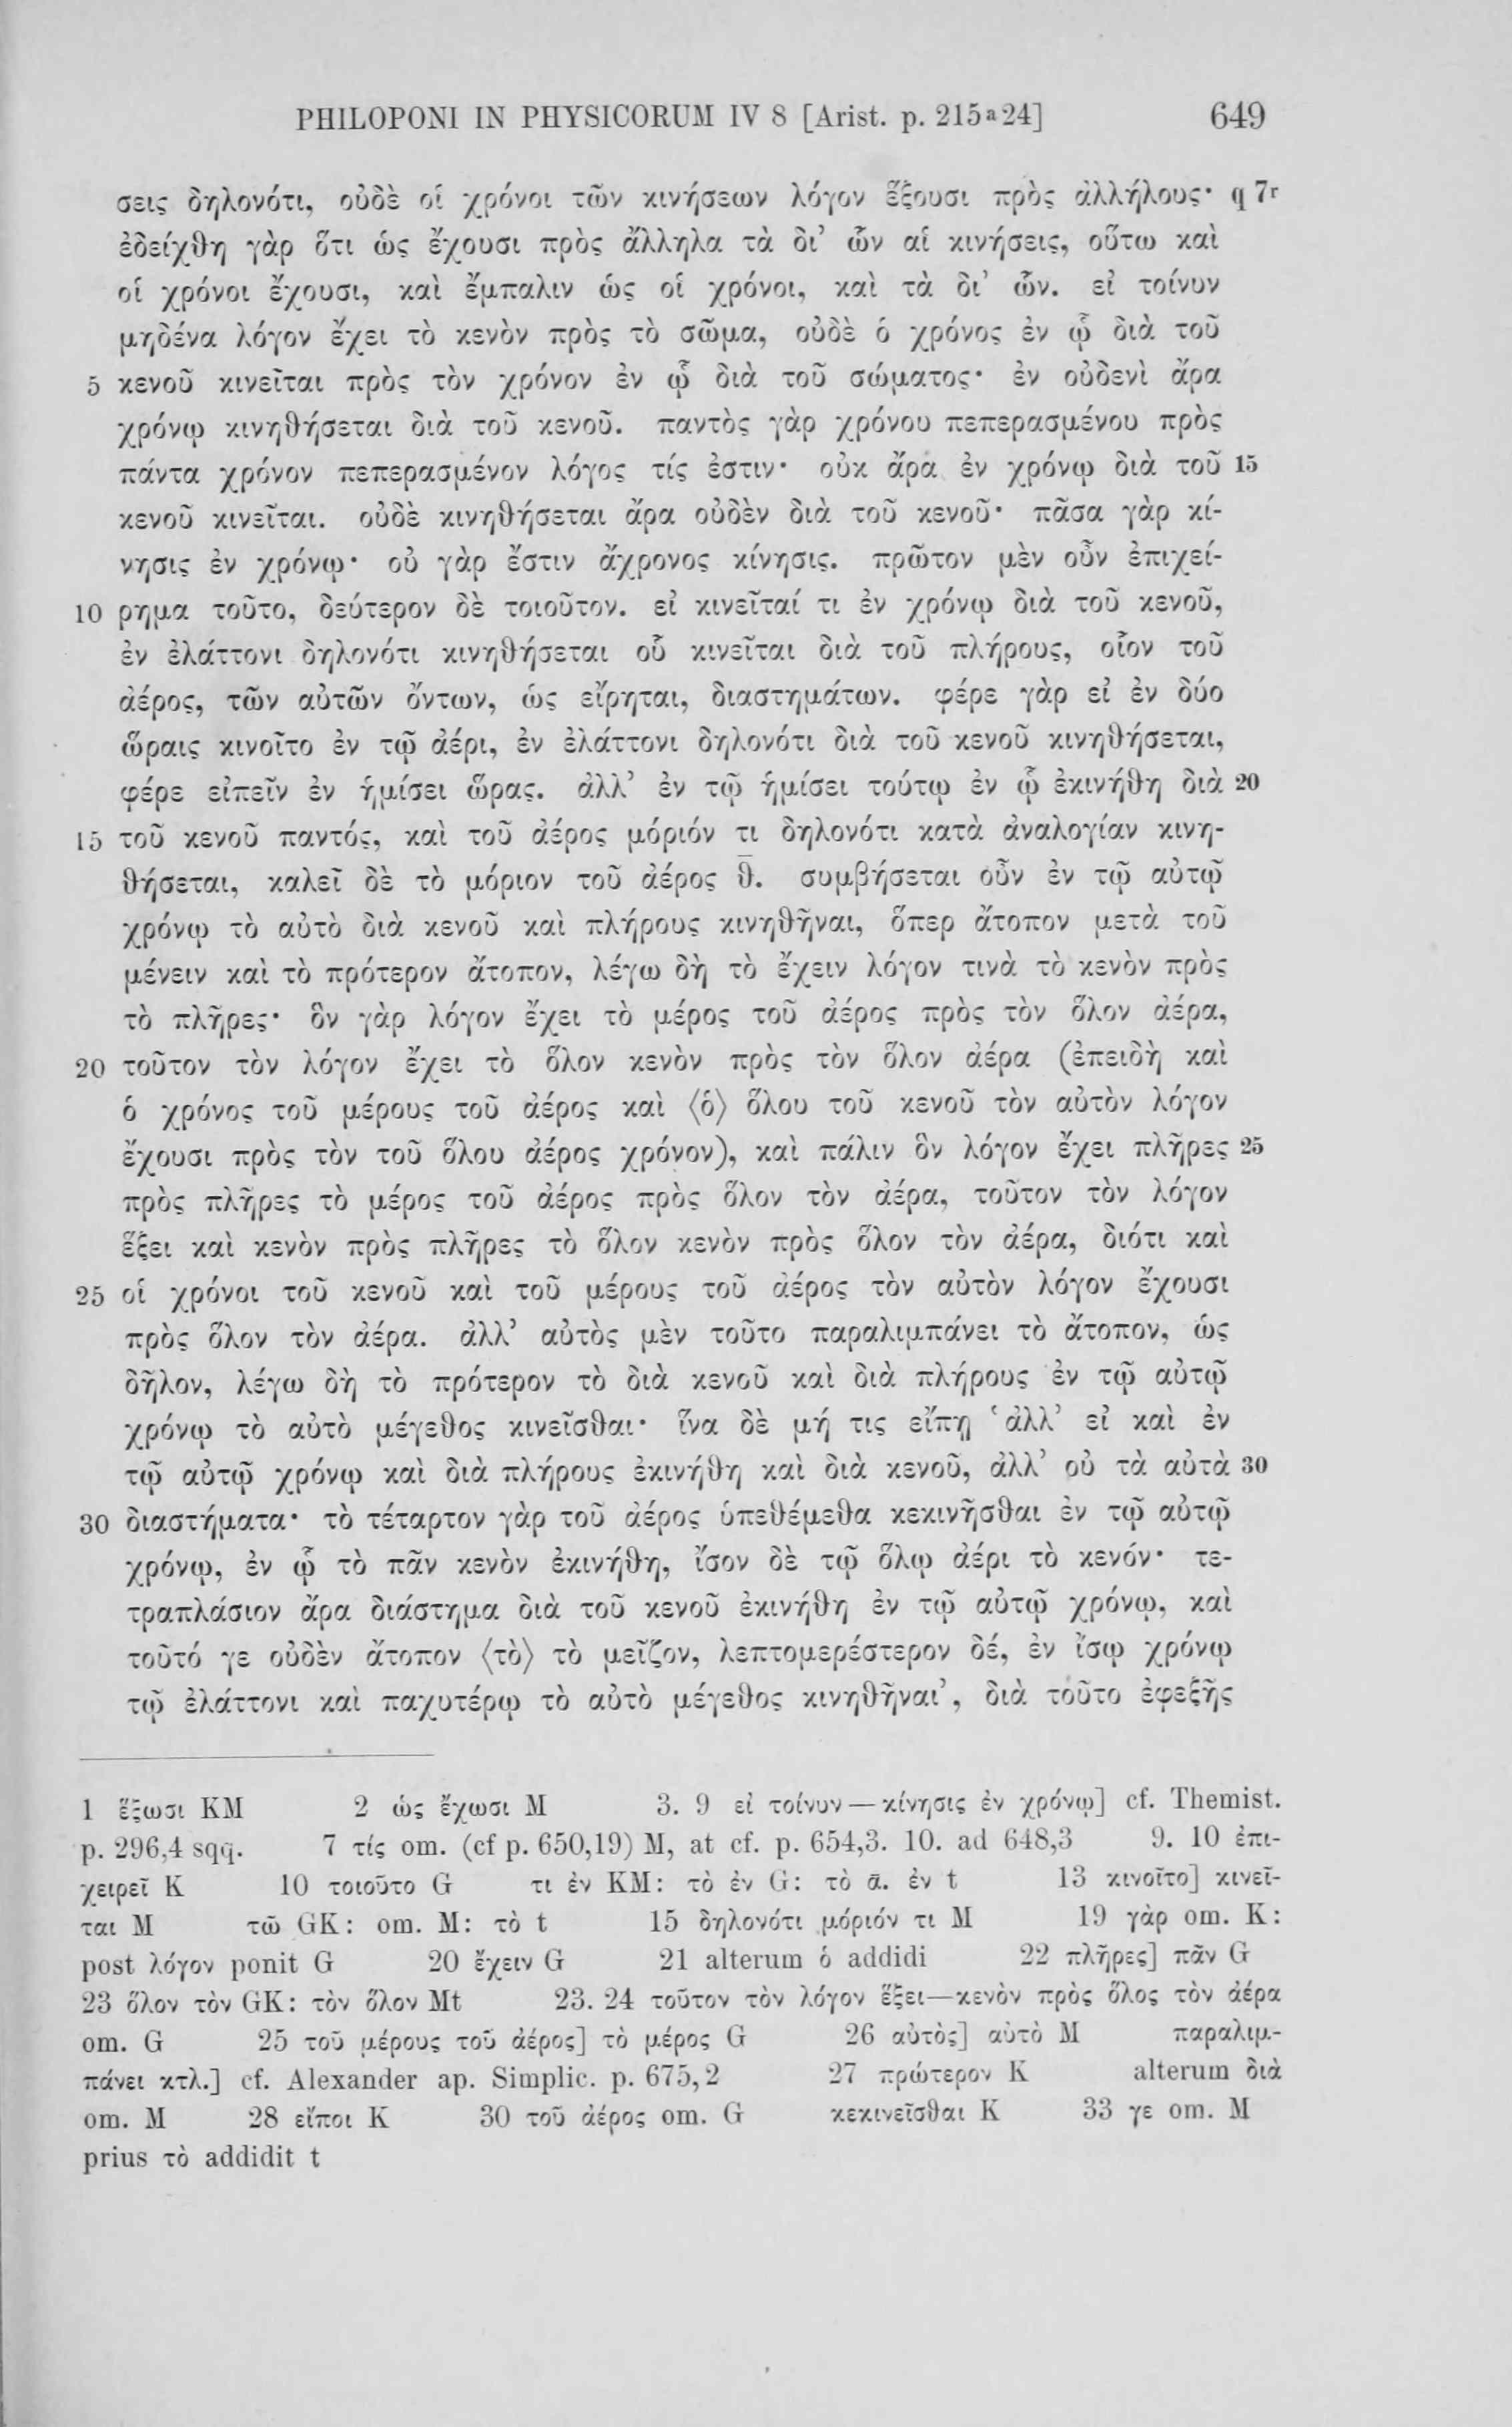 PHILOPONI IN PHYSICORUM IV 8 [Arist. p. 215a24] 649
σεις δηλονότι, οὐδὲ οἱ χρόνοι τῶν κινήσεων λόγον ἕξουσι πρὸς ἀλλήλους· q 7r
ἐδείχθη γὰρ ὅτι ὡς ἔχουσι πρὸς ἄλληλα τὰ δι’ ὧν αἱ κινήσεις, οὕτω καὶ
οἱ χρόνοι ἔχουσι, καὶ ἔμπαλιν ὡς οἱ χρόνοι, καὶ τὰ δι’ ὧν. εἰ τοίνυν
μηδένα λόγον ἔχει τὸ κενὸν πρὸς τὸ σῶμα, οὐδὲ ὁ χρόνος ἐν ᾧ διὰ τοῦ
5 κενοῦ κινεῖται πρὸς τὸν χρόνον ἐν ᾧ διὰ τοῦ σώματος· ἐν οὐδενὶ ἄρα
χρόνῳ κινηθήσεται διὰ τοῦ κενοῦ. παντὸς γὰρ χρόνου πεπερασμένου πρὸς
πάντα χρόνον πεπερασμένον λόγος τίς ἐστιν· οὐκ ἄρα ἐν χρόνῳ διὰ τοῦ 15
κενοῦ κινεῖται. οὐδὲ κινηθήσεται ἄρα οὐδὲν διὰ τοῦ κενοῦ· πᾶσα γὰρ κί-
νησις ἐν χρόνῳ· οὐ γὰρ ἔστιν ἄχρονος κίνησις. πρῶτον μὲν οὖν ἐπιχεί-
10 ρημα τοῦτο, δεύτερον δὲ τοιοῦτον. εἰ κινεῖταί τι ἐν χρόνῳ διὰ τοῦ κενοῦ,
ἐν ἐλάττονι δηλονότι κινηθήσεται οὗ κινεῖται διὰ τοῦ πλήρους, οἷον τοῦ
ἀέρος, τῶν αὐτῶν ὄντων, ὡς εἴρηται, διαστημάτων. φέρε γὰρ εἰ ἐν δύο
ὥραις κινοῖτο ἐν τῷ ἀέρι, ἐν ἐλάττονι δηλονότι διὰ τοῦ κενοῦ κινηθήσεται,
φέρε εἰπεῖν ἐν ἡμίσει ὥρας. ἀλλ’ ἐν τῷ ἡμίσει τούτῳ ἐν ᾧ ἐκινήθη διὰ 20
15 τοῦ κενοῦ παντός, καὶ τοῦ ἀέρος μόριόν τι δηλονότι κατὰ ἀναλογίαν κινη-
θήσεται, καλεῖ δὲ τὸ μόριον τοῦ ἀέρος θ̄. συμβήσεται οὖν ἐν τῷ αὐτῷ
χρόνῳ τὸ αὐτὸ διὰ κενοῦ καὶ πλήρους κινηθῆναι, ὅπερ ἄτοπον μετὰ τοῦ
μένειν καὶ τὸ πρότερον ἄτοπον, λέγω δὴ τὸ ἔχειν λόγον τινὰ τὸ κενὸν πρὸς
τὸ πλῆρες· ὃν γὰρ λόγον ἔχει τὸ μέρος τοῦ ἀέρος πρὸς τὸν ὅλον ἀέρα,
20 τοῦτον τὸν λόγον ἔχει τὸ ὅλον κενὸν πρὸς τὸν ὅλον ἀέρα (ἐπειδὴ καὶ
ὁ χρόνος τοῦ μέρους τοῦ ἀέρος καὶ ⟨ὁ⟩ ὅλου τοῦ κενοῦ τὸν αὐτὸν λόγον
ἔχουσι πρὸς τὸν τοῦ ὅλου ἀέρος χρόνον), καὶ πάλιν ὃν λόγον ἔχει πλῆρες 25
πρὸς πλῆρες τὸ μέρος τοῦ ἀέρος πρὸς ὅλον τὸν ἀέρα, τοῦτον τὸν λόγον
ἕξει καὶ κενὸν πρὸς πλῆρες τὸ ὅλον κενὸν πρὸς ὅλον τὸν ἀέρα, διότι καὶ
25 οἱ χρόνοι τοῦ κενοῦ καὶ τοῦ μέρους τοῦ ἀέρος τὸν αὐτὸν λόγον ἔχουσι
πρὸς ὅλον τὸν ἀέρα. ἀλλ’ αὐτὸς μὲν τοῦτο παραλιμπάνει τὸ ἄτοπον, ὡς
δῆλον, λέγω δὴ τὸ πρότερον τὸ διὰ κενοῦ καὶ διὰ πλήρους ἐν τῷ αὐτῷ
χρόνῳ τὸ αὐτὸ μέγεθος κινεῖσθαι· ἵνα δὲ μή τις εἴπῃ ‘ἀλλ’ εἰ καὶ ἐν
τῷ αὐτῷ χρόνῳ καὶ διὰ πλήρους ἐκινήθη καὶ διὰ κενοῦ, ἀλλ’ οὐ τὰ αὐτὰ 30
30 διαστήματα· τὸ τέταρτον γὰρ τοῦ ἀέρος ὑπεθέμεθα κεκινῆσθαι ἐν τῷ αὐτῷ
χρόνῳ, ἐν ᾧ τὸ πᾶν κενὸν ἐκινήθη, ἴσον δὲ τῷ ὅλῳ ἀέρι τὸ κενόν· τε-
τραπλάσιον ἄρα διάστημα διὰ τοῦ κενοῦ ἐκινήθη ἐν τῷ αὐτῷ χρόνῳ, καὶ
τοῦτό γε οὐδὲν ἄτοπον ⟨τὸ⟩ τὸ μεῖζον, λεπτομερέστερον δέ, ἐν ἴσῳ χρόνῳ
τῷ ἐλάττονι καὶ παχυτέρῳ τὸ αὐτὸ μέγεθος κινηθῆναι’, διὰ τοῦτο ἐφεξῆς
1 ἕξωσι KM 2 ὡς ἔχωσι M 3. 9 εἰ τοίνυν — κίνησις ἐν χρόνῳ] cf. Themist.
p. 296,4 sqq. 7 τίς om. (cf p. 650,19) M, at cf. p. 654,3. 10. ad 648,3 9. 10 ἐπι-
χειρεῖ K 10 τοιοῦτο G τι ἐν KM: τὸ ἐν G: τὸ ᾱ. ἐν t 13 κινοῖτο] κινεῖ-
ται M τῶ GK: om. M: τὸ t 15 δηλονότι μόριόν τι M 19 γὰρ om. K:
post λόγον ponit G 20 ἔχειν G 21 alterum ὁ addidi 22 πλῆρες] πᾶν G
23 ὅλον τὸν GK: τὸν ὅλον Mt 23. 24 τοῦτον τὸν λόγον ἕξει—κενὸν πρὸς ὅλος τὸν ἀέρα
om. G 25 τοῦ μέρους τοῦ ἀέρος] τὸ μέρος G 26 αὐτὸς] αὐτὸ M παραλιμ-
πάνει κτλ.] cf. Alexander ap. Simplic. p. 675,2 27 πρώτερον K alterum διὰ
om. M 28 εἴποι K 30 τοῦ ἀέρος om. G κεκινεῖσθαι K 33 γε om. M
prius τὸ addidit t